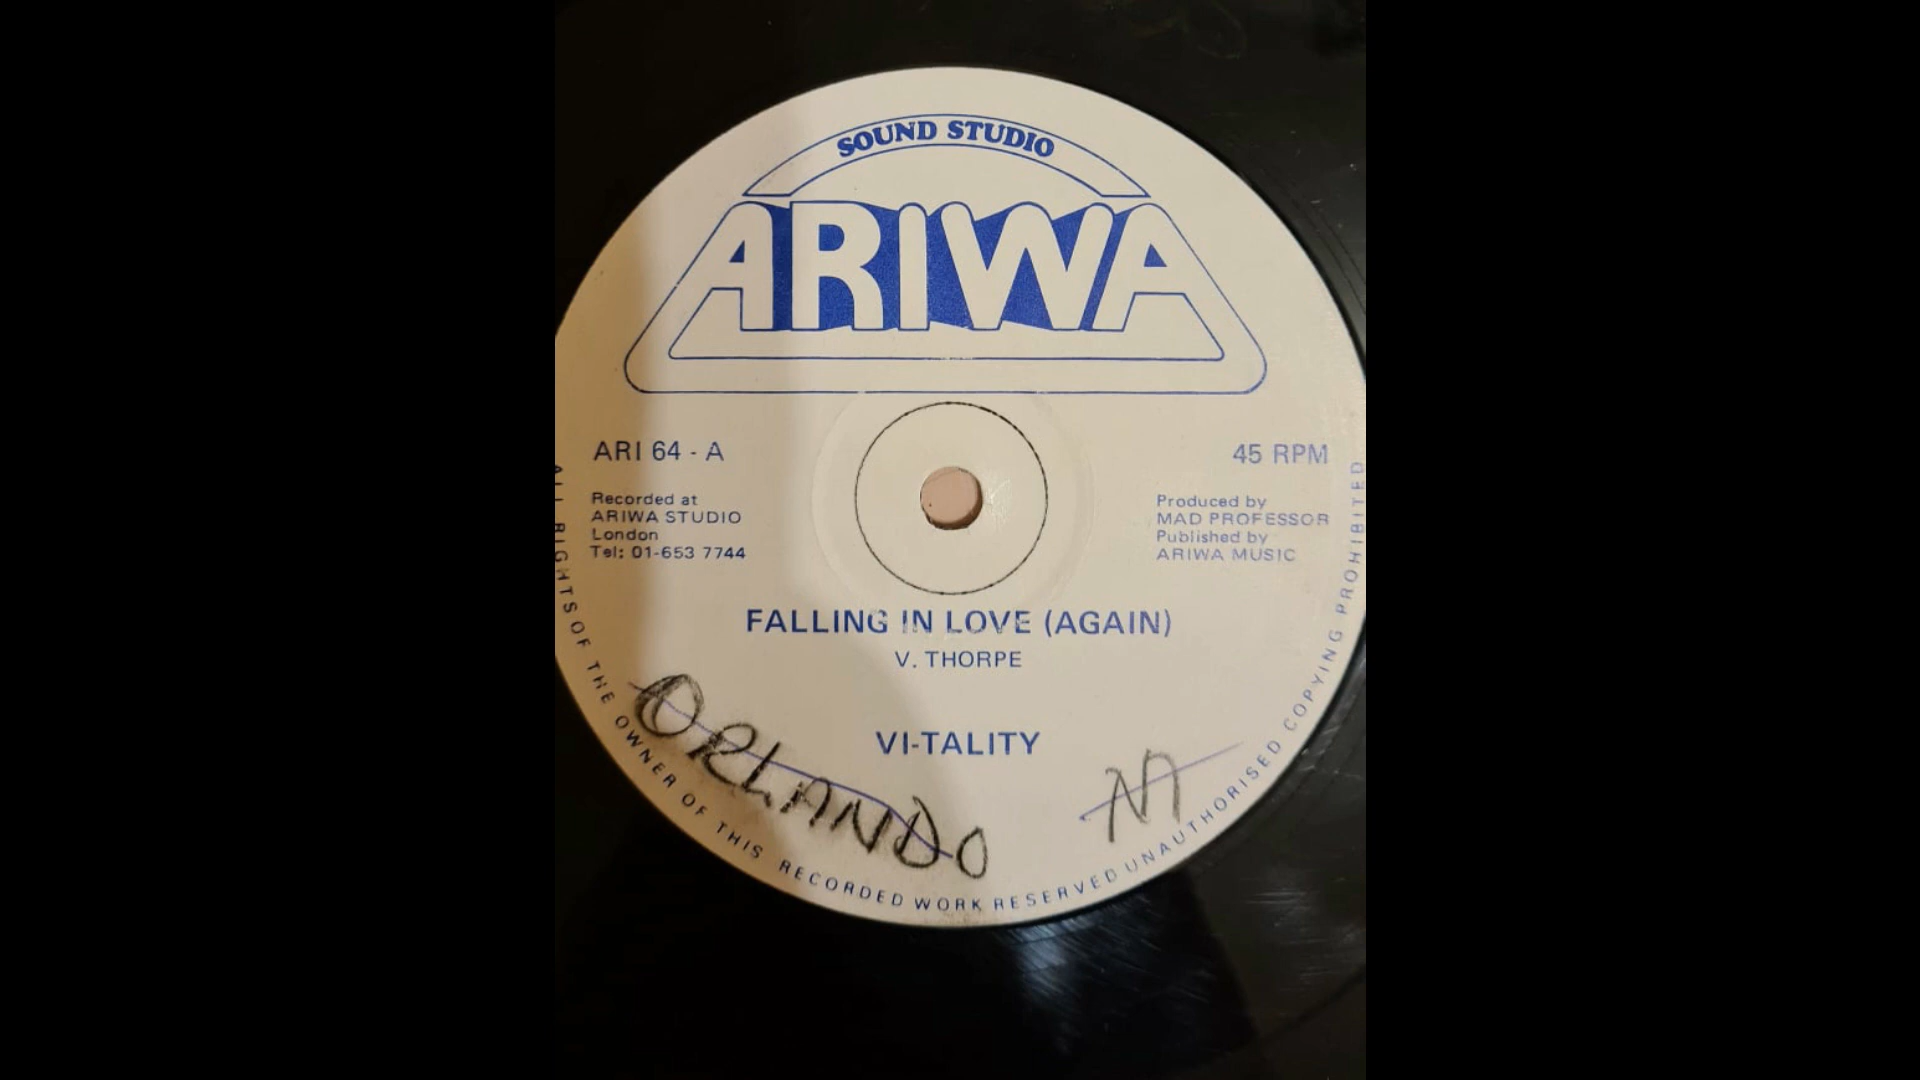 SOUND STUDIO
ARIWA
ARI 64 - A
45 RPM
Recorded at
ARIWA STUDIO
London
Tel: 01-653 7744
Produced by
MAD PROFESSOR
Published by
ARIWA MUSIC
FALLING IN LOVE (AGAIN)
V. THORPE
VI-TALITY
ORLANDO
ALL RIGHTS OF THE OWNER OF THIS RECORDED WORK RESERVED UNAUTHORISED COPYING PROHIBITED